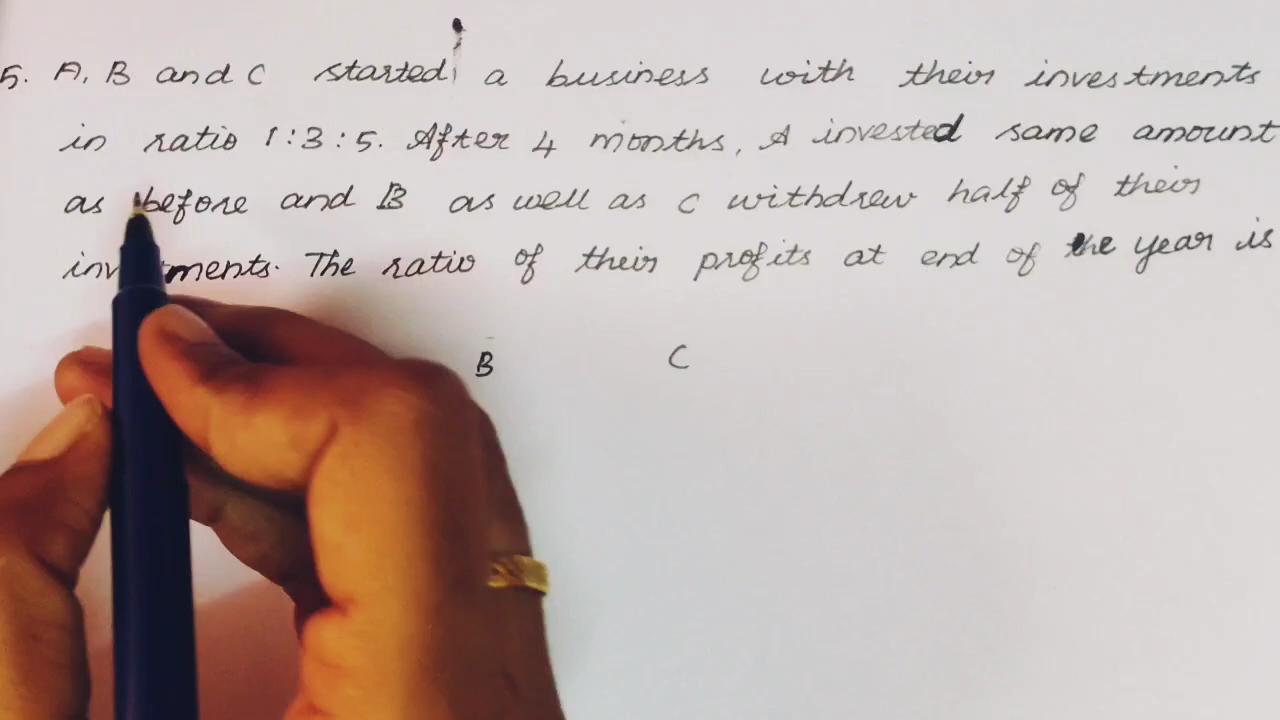 5. A, B and C started a business with their investments
in ratio 1:3:5. After 4 months, A invested same amount
as before and B as well as C withdrew half of their
ments. The ratio of their profits at end of the year is
B C